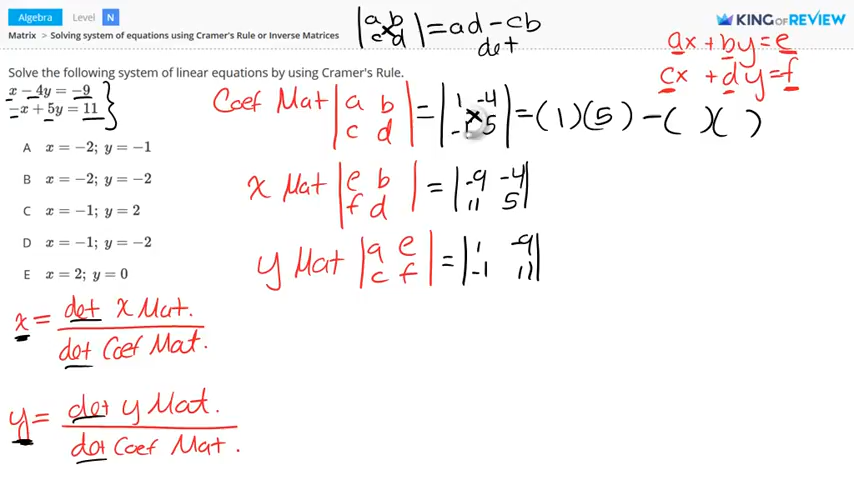 Algebra Level N
Matrix > Solving system of equations using Cramer's Rule or Inverse Matrices
KING OF REVIEW
|a b c d| = ad - cb
det
ax + by = e
cx + dy = f
Solve the following system of linear equations by using Cramer's Rule.
x − 4y = −9
−x + 5y = 11
A x = −2; y = −1
B x = −2; y = −2
C x = −1; y = 2
D x = −1; y = −2
E x = 2; y = 0
Coef Mat |a b c d| = |1 -4 -1 5| = (1)(5) - ( )( )
x Mat |e b f d| = |-9 -4 11 5|
y Mat |a e c f| = |1 -9 -1 11|
x = det x Mat.
det Coef Mat.
y = det y Mat.
det Coef Mat.